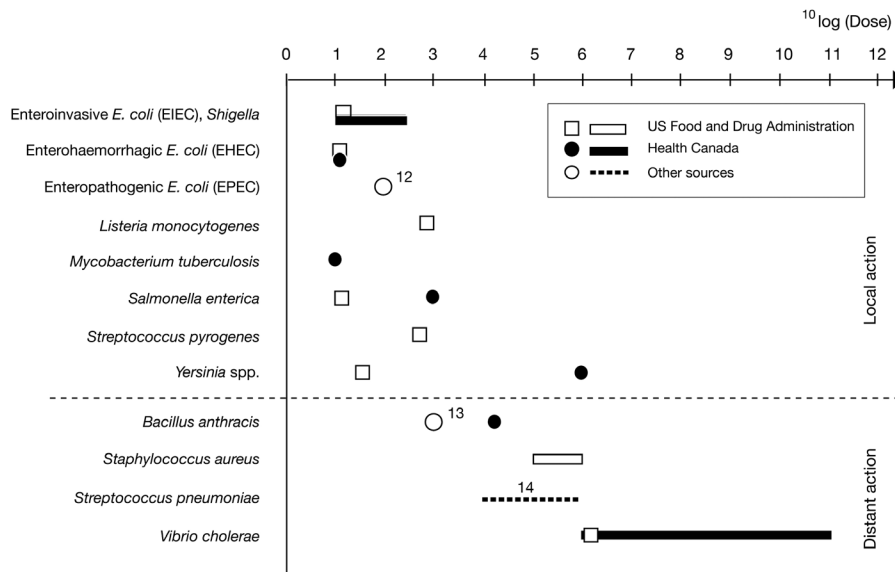 10 log (Dose)
0 1 2 3 4 5 6 7 8 9 10 11 12
Enteroinvasive E. coli (EIEC), Shigella
Enterohaemorrhagic E. coli (EHEC)
Enteropathogenic E. coli (EPEC)
12
Listeria monocytogenes
Mycobacterium tuberculosis
Salmonella enterica
Streptococcus pyrogenes
Yersinia spp.
US Food and Drug Administration
Health Canada
Other sources
Local action
Bacillus anthracis
13
Staphylococcus aureus
Streptococcus pneumoniae
14
Vibrio cholerae
Distant action